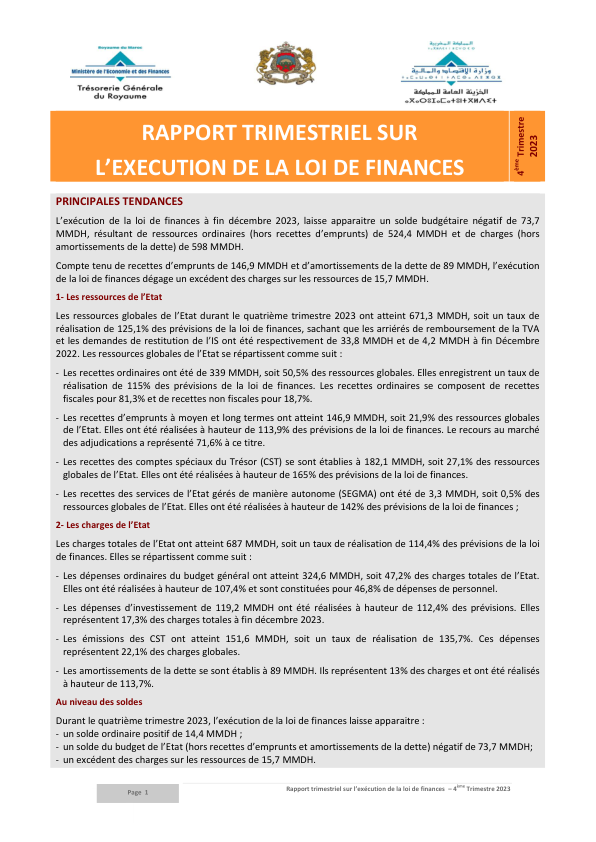 Royaume du Maroc
Ministère de l'Economie et des Finances
Trésorerie Générale
du Royaume
المملكة المغربية
وزارة الاقتصاد والمالية
الخزينة العامة للمملكة
RAPPORT TRIMESTRIEL SUR
L'EXECUTION DE LA LOI DE FINANCES
4ème Trimestre
2023
PRINCIPALES TENDANCES
L'exécution de la loi de finances à fin décembre 2023, laisse apparaitre un solde budgétaire négatif de 73,7
MMDH, résultant de ressources ordinaires (hors recettes d'emprunts) de 524,4 MMDH et de charges (hors
amortissements de la dette) de 598 MMDH.
Compte tenu de recettes d'emprunts de 146,9 MMDH et d'amortissements de la dette de 89 MMDH, l'exécution
de la loi de finances dégage un excédent des charges sur les ressources de 15,7 MMDH.
1- Les ressources de l'Etat
Les ressources globales de l'Etat durant le quatrième trimestre 2023 ont atteint 671,3 MMDH, soit un taux de
réalisation de 125,1% des prévisions de la loi de finances, sachant que les arriérés de remboursement de la TVA
et les demandes de restitution de l'IS ont été respectivement de 33,8 MMDH et de 4,2 MMDH à fin Décembre
2022. Les ressources globales de l'Etat se répartissent comme suit :
- Les recettes ordinaires ont été de 339 MMDH, soit 50,5% des ressources globales. Elles enregistrent un taux de
réalisation de 115% des prévisions de la loi de finances. Les recettes ordinaires se composent de recettes
fiscales pour 81,3% et de recettes non fiscales pour 18,7%.
- Les recettes d'emprunts à moyen et long termes ont atteint 146,9 MMDH, soit 21,9% des ressources globales
de l'Etat. Elles ont été réalisées à hauteur de 113,9% des prévisions de la loi de finances. Le recours au marché
des adjudications a représenté 71,6% à ce titre.
- Les recettes des comptes spéciaux du Trésor (CST) se sont établies à 182,1 MMDH, soit 27,1% des ressources
globales de l'Etat. Elles ont été réalisées à hauteur de 165% des prévisions de la loi de finances.
- Les recettes des services de l'Etat gérés de manière autonome (SEGMA) ont été de 3,3 MMDH, soit 0,5% des
ressources globales de l'Etat. Elles ont été réalisées à hauteur de 142% des prévisions de la loi de finances ;
2- Les charges de l'Etat
Les charges totales de l'Etat ont atteint 687 MMDH, soit un taux de réalisation de 114,4% des prévisions de la loi
de finances. Elles se répartissent comme suit :
- Les dépenses ordinaires du budget général ont atteint 324,6 MMDH, soit 47,2% des charges totales de l'Etat.
Elles ont été réalisées à hauteur de 107,4% et sont constituées pour 46,8% de dépenses de personnel.
- Les dépenses d'investissement de 119,2 MMDH ont été réalisées à hauteur de 112,4% des prévisions. Elles
représentent 17,3% des charges totales à fin décembre 2023.
- Les émissions des CST ont atteint 151,6 MMDH, soit un taux de réalisation de 135,7%. Ces dépenses
représentent 22,1% des charges globales.
- Les amortissements de la dette se sont établis à 89 MMDH. Ils représentent 13% des charges et ont été réalisés
à hauteur de 113,7%.
Au niveau des soldes
Durant le quatrième trimestre 2023, l'exécution de la loi de finances laisse apparaitre :
- un solde ordinaire positif de 14,4 MMDH ;
- un solde du budget de l'Etat (hors recettes d'emprunts et amortissements de la dette) négatif de 73,7 MMDH;
- un excédent des charges sur les ressources de 15,7 MMDH.
Page 1
Rapport trimestriel sur l'exécution de la loi de finances – 4ème Trimestre 2023